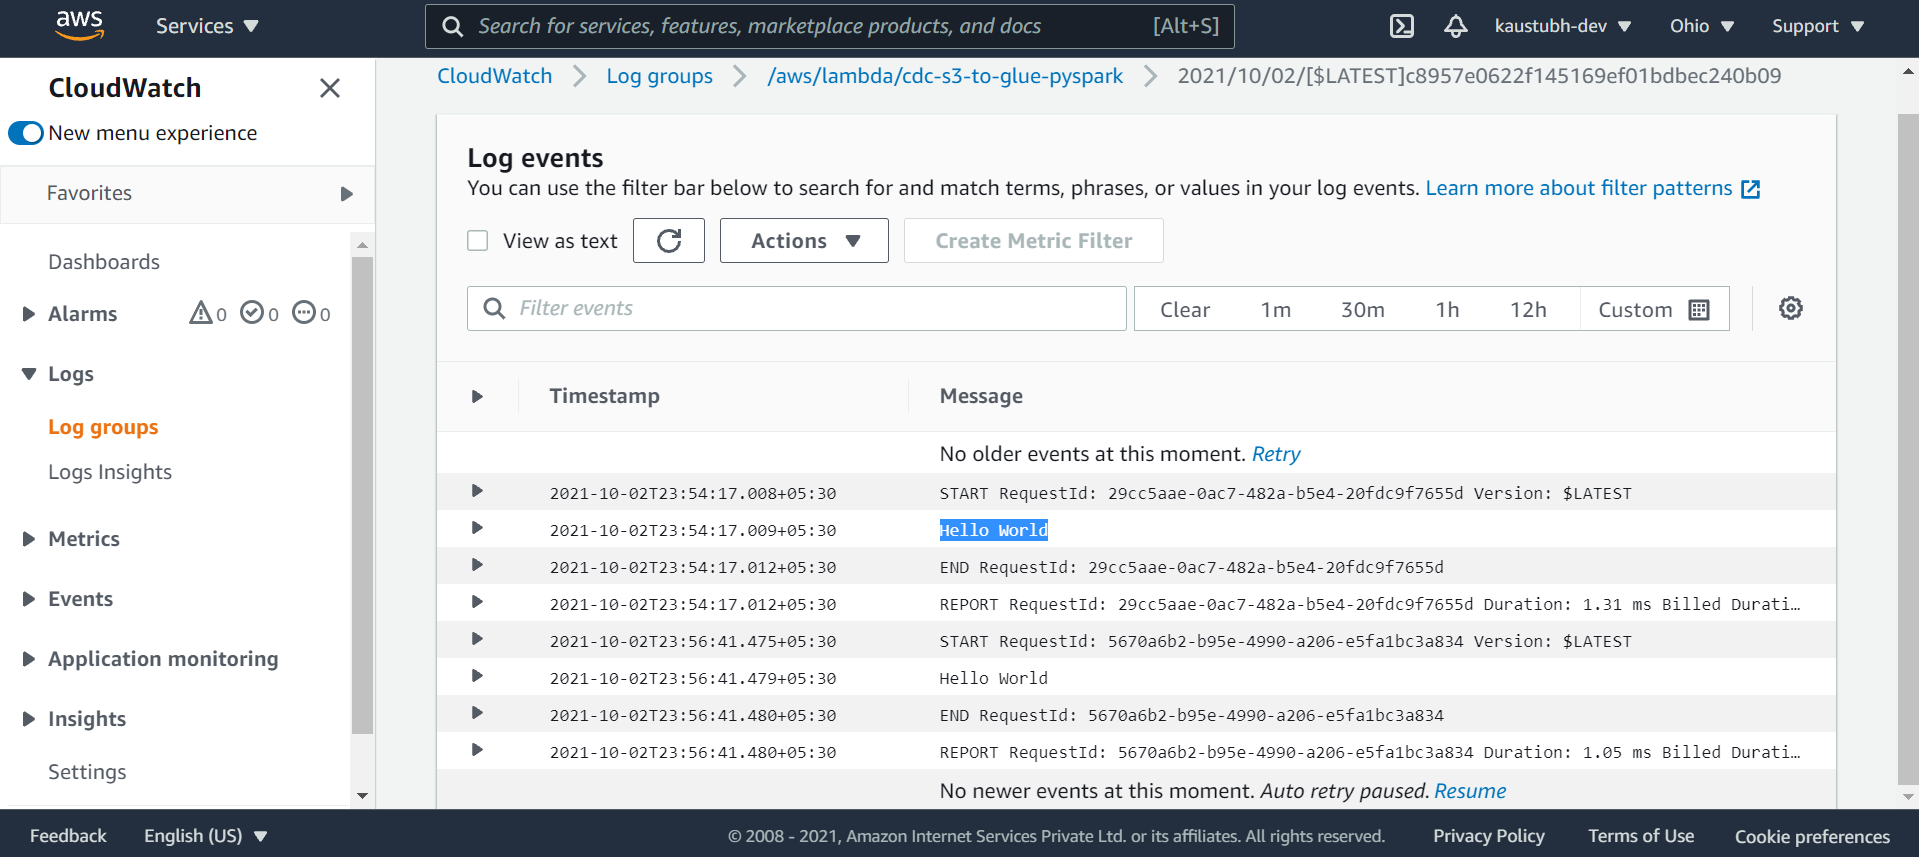 aws Services Search for services, features, marketplace products, and docs [Alt+S] kaustubh-dev Ohio Support
CloudWatch
New menu experience
Favorites
Dashboards
Alarms 0 0 0
Logs
Log groups
Logs Insights
Metrics
Events
Application monitoring
Insights
Settings
CloudWatch Log groups /aws/lambda/cdc-s3-to-glue-pyspark 2021/10/02/[$LATEST]c8957e0622f145169ef01bdbec240b09
Log events
You can use the filter bar below to search for and match terms, phrases, or values in your log events. Learn more about filter patterns
View as text Actions Create Metric Filter
Filter events Clear 1m 30m 1h 12h Custom
Timestamp Message
No older events at this moment. Retry
2021-10-02T23:54:17.008+05:30 START RequestId: 29cc5aae-0ac7-482a-b5e4-20fdc9f7655d Version: $LATEST
2021-10-02T23:54:17.009+05:30 Hello World
2021-10-02T23:54:17.012+05:30 END RequestId: 29cc5aae-0ac7-482a-b5e4-20fdc9f7655d
2021-10-02T23:54:17.012+05:30 REPORT RequestId: 29cc5aae-0ac7-482a-b5e4-20fdc9f7655d Duration: 1.31 ms Billed Durati…
2021-10-02T23:56:41.475+05:30 START RequestId: 5670a6b2-b95e-4990-a206-e5fa1bc3a834 Version: $LATEST
2021-10-02T23:56:41.479+05:30 Hello World
2021-10-02T23:56:41.480+05:30 END RequestId: 5670a6b2-b95e-4990-a206-e5fa1bc3a834
2021-10-02T23:56:41.480+05:30 REPORT RequestId: 5670a6b2-b95e-4990-a206-e5fa1bc3a834 Duration: 1.05 ms Billed Durati…
No newer events at this moment. Auto retry paused. Resume
Feedback English (US) © 2008 - 2021, Amazon Internet Services Private Ltd. or its affiliates. All rights reserved. Privacy Policy Terms of Use Cookie preferences